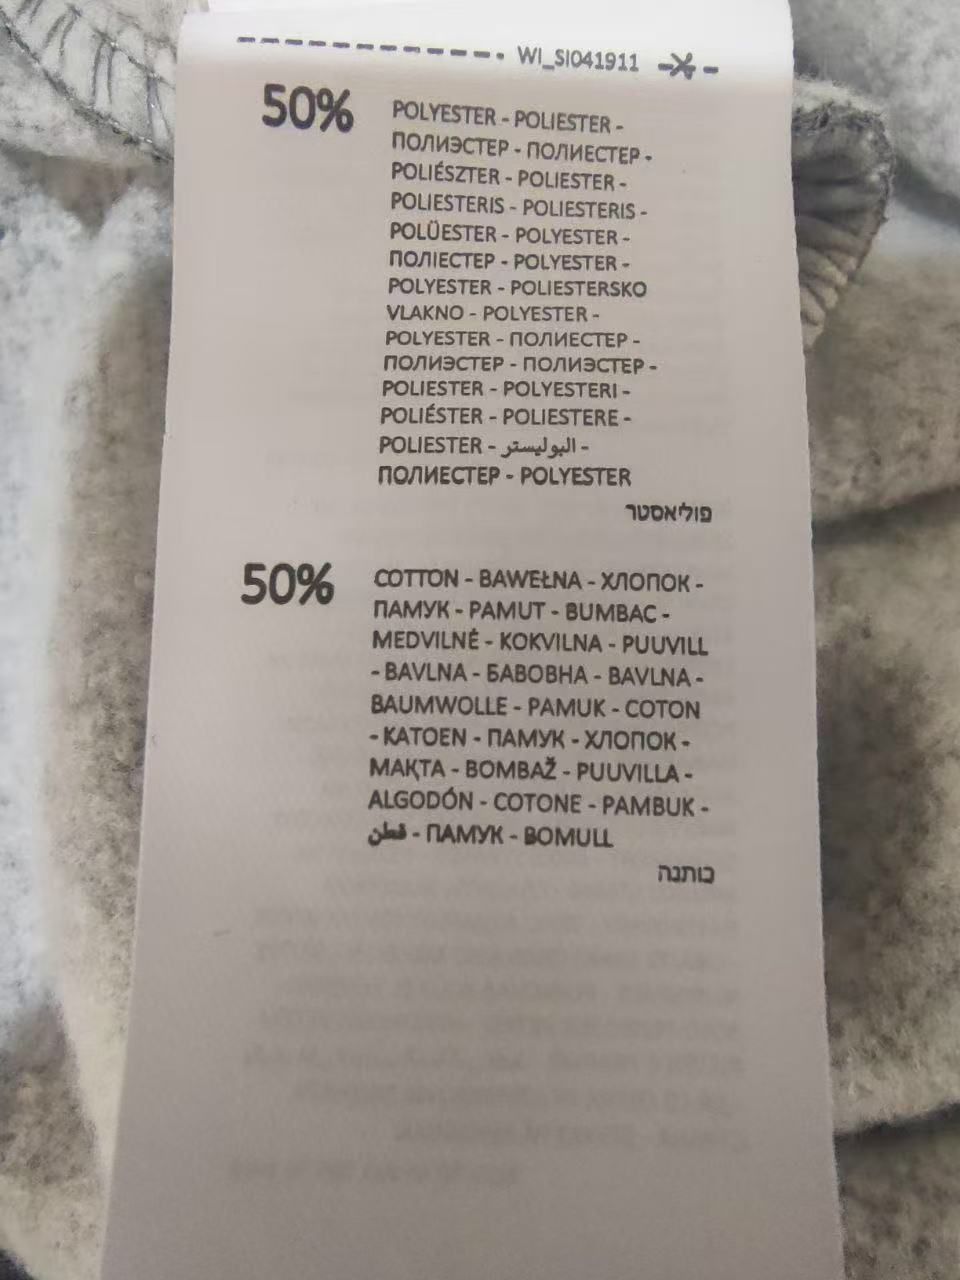 WI_SI041911
50% POLYESTER - POLIESTER -
ПОЛИЭСТЕР - ПОЛИЕСТЕР -
POLIÉSZTER - POLIESTER -
POLIESTERIS - POLIESTERIS -
POLÜESTER - POLYESTER -
ПОЛІЕСТЕР - POLYESTER -
POLYESTER - POLIESTERSKO
VLAKNO - POLYESTER -
POLYESTER - ПОЛИЕСТЕР -
ПОЛИЭСТЕР - ПОЛИЭСТЕР -
POLIESTER - POLYESTERI -
POLIÉSTER - POLIESTERE -
POLIESTER - البوليستر -
ПОЛИЕСТЕР - POLYESTER
פוליאסטר
50% COTTON - BAWEŁNA - ХЛОПОК -
ПАМУК - PAMUT - BUMBAC -
MEDVILNĖ - KOKVILNA - PUUVILL
- BAVLNA - БАВОВНА - BAVLNA -
BAUMWOLLE - PAMUK - COTON
- KATOEN - ПАМУК - ХЛОПОК -
МАҚТА - BOMBAŽ - PUUVILLA -
ALGODÓN - COTONE - PAMBUK -
قطن - ПАМУК - BOMULL
כותנה